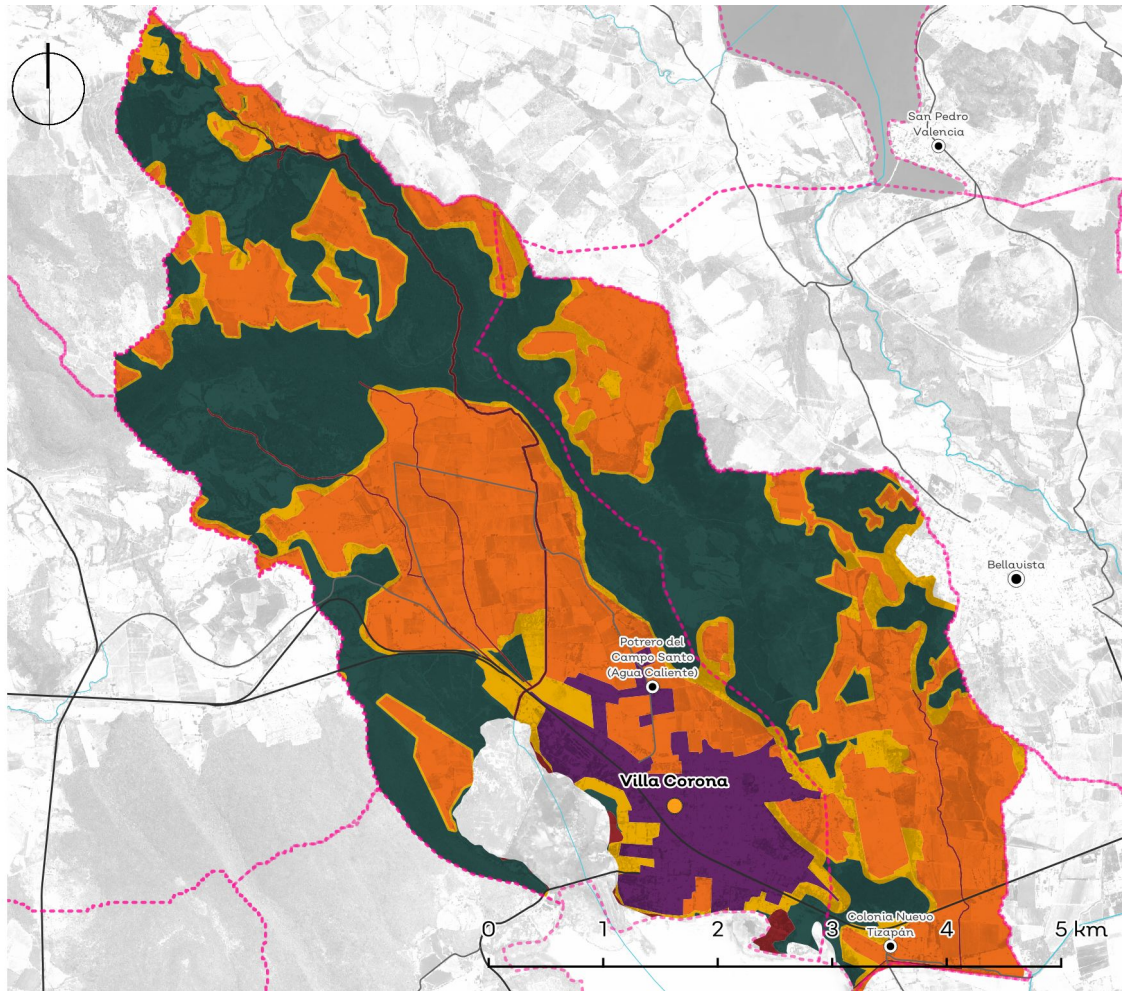 San Pedro
Valencia
Bellavista
Potrero del
Campo Santo
(Agua Caliente)
Villa Corona
Colonia Nuevo
Tizapán
0 1 2 3 4 5 km